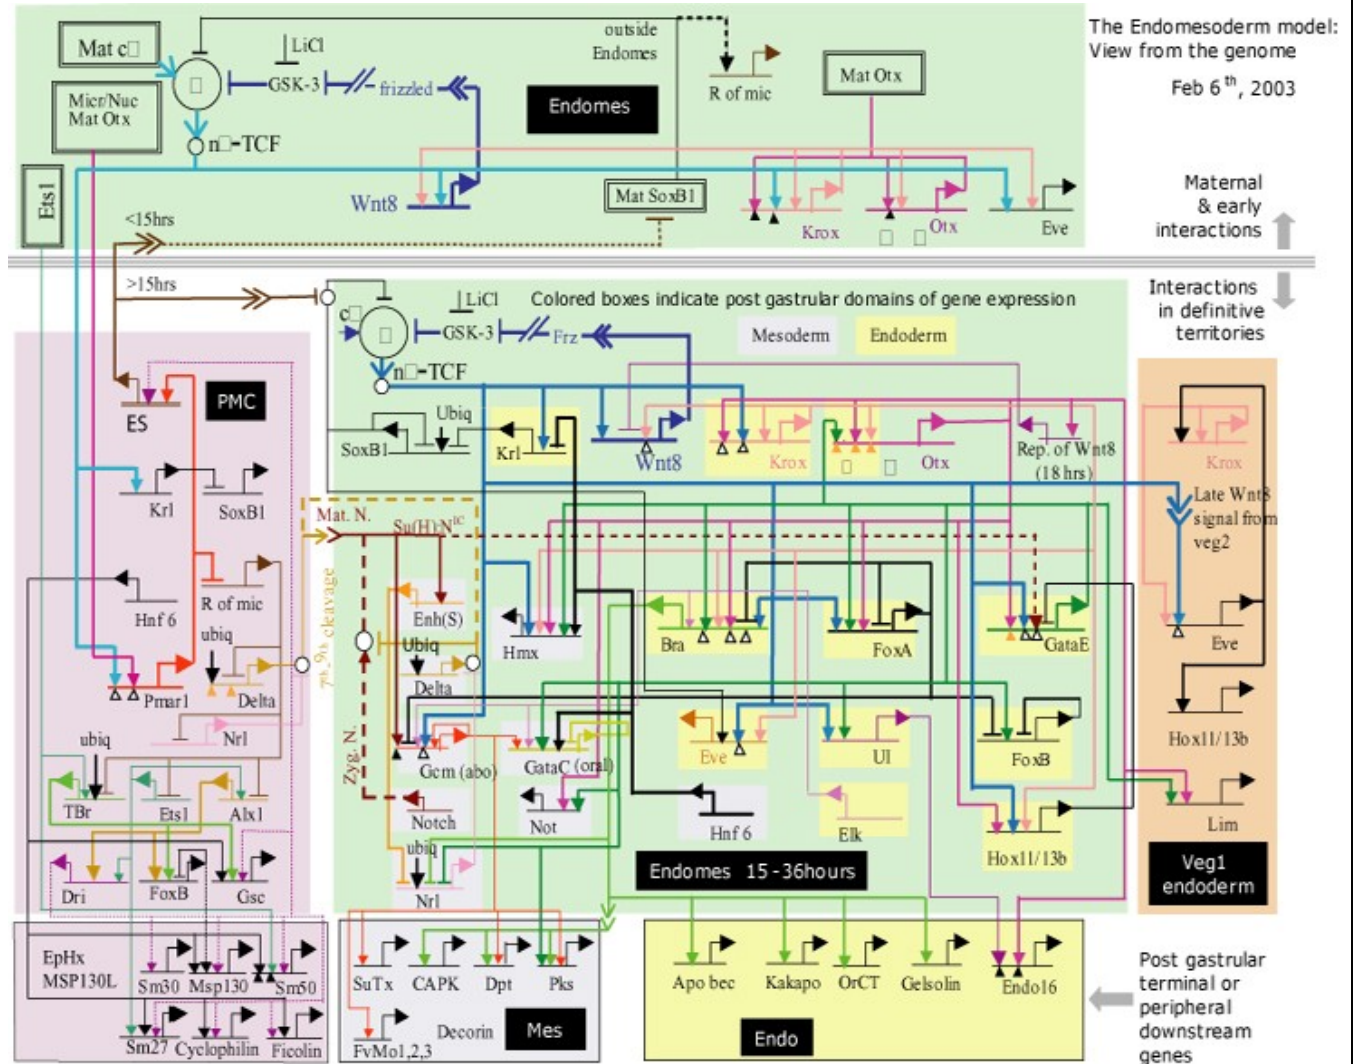 The Endomesoderm model:
View from the genome
Feb 6th, 2003
Mat c□
LiCl
GSK-3
frizzled
outside
Endomes
R of mic
Mat Otx
Endomes
Micr/Nuc
Mat Otx
n□-TCF
Ets1
Wnt8
Mat SoxB1
Krox
□ □
Otx
Eve
Maternal
& early
interactions
<15hrs
>15hrs
Interactions
in definitive
territories
c□
□
LiCl
Colored boxes indicate post gastrular domains of gene expression
GSK-3
Frz
Mesoderm
Endoderm
n□-TCF
PMC
ES
Ubiq
SoxB1
Krl
Wnt8
Krox
□ □
Otx
Rep. of Wnt8
(18 hrs)
Krox
Krl
SoxB1
Late Wnt8
signal from
veg2
Mat. N.
Su(H):NIC
7th-9th cleavage
R of mic
Hnf 6
ubiq
Enh(S)
Hmx
Bra
FoxA
GataE
Eve
Ubiq
Pmar1
Delta
Delta
Nrl
Zyg. N.
Gcm (abo)
GataC (oral)
Eve
UI
FoxB
Hox11/13b
ubiq
TBr
Ets1
Alx1
Notch
Not
Hnf 6
Elk
Hox11/13b
Lim
ubiq
Nrl
Dri
FoxB
Gsc
Endomes 15-36hours
Veg1
endoderm
EpHx
MSP130L
Sm30
Msp130
Sm50
SuTx
CAPK
Dpt
Pks
Apo bec
Kakapo
OrCT
Gelsolin
Endo16
Sm27
Cyclophilin
Ficolin
FvMo1,2,3
Decorin
Mes
Endo
Post gastrular
terminal or
peripheral
downstream
genes